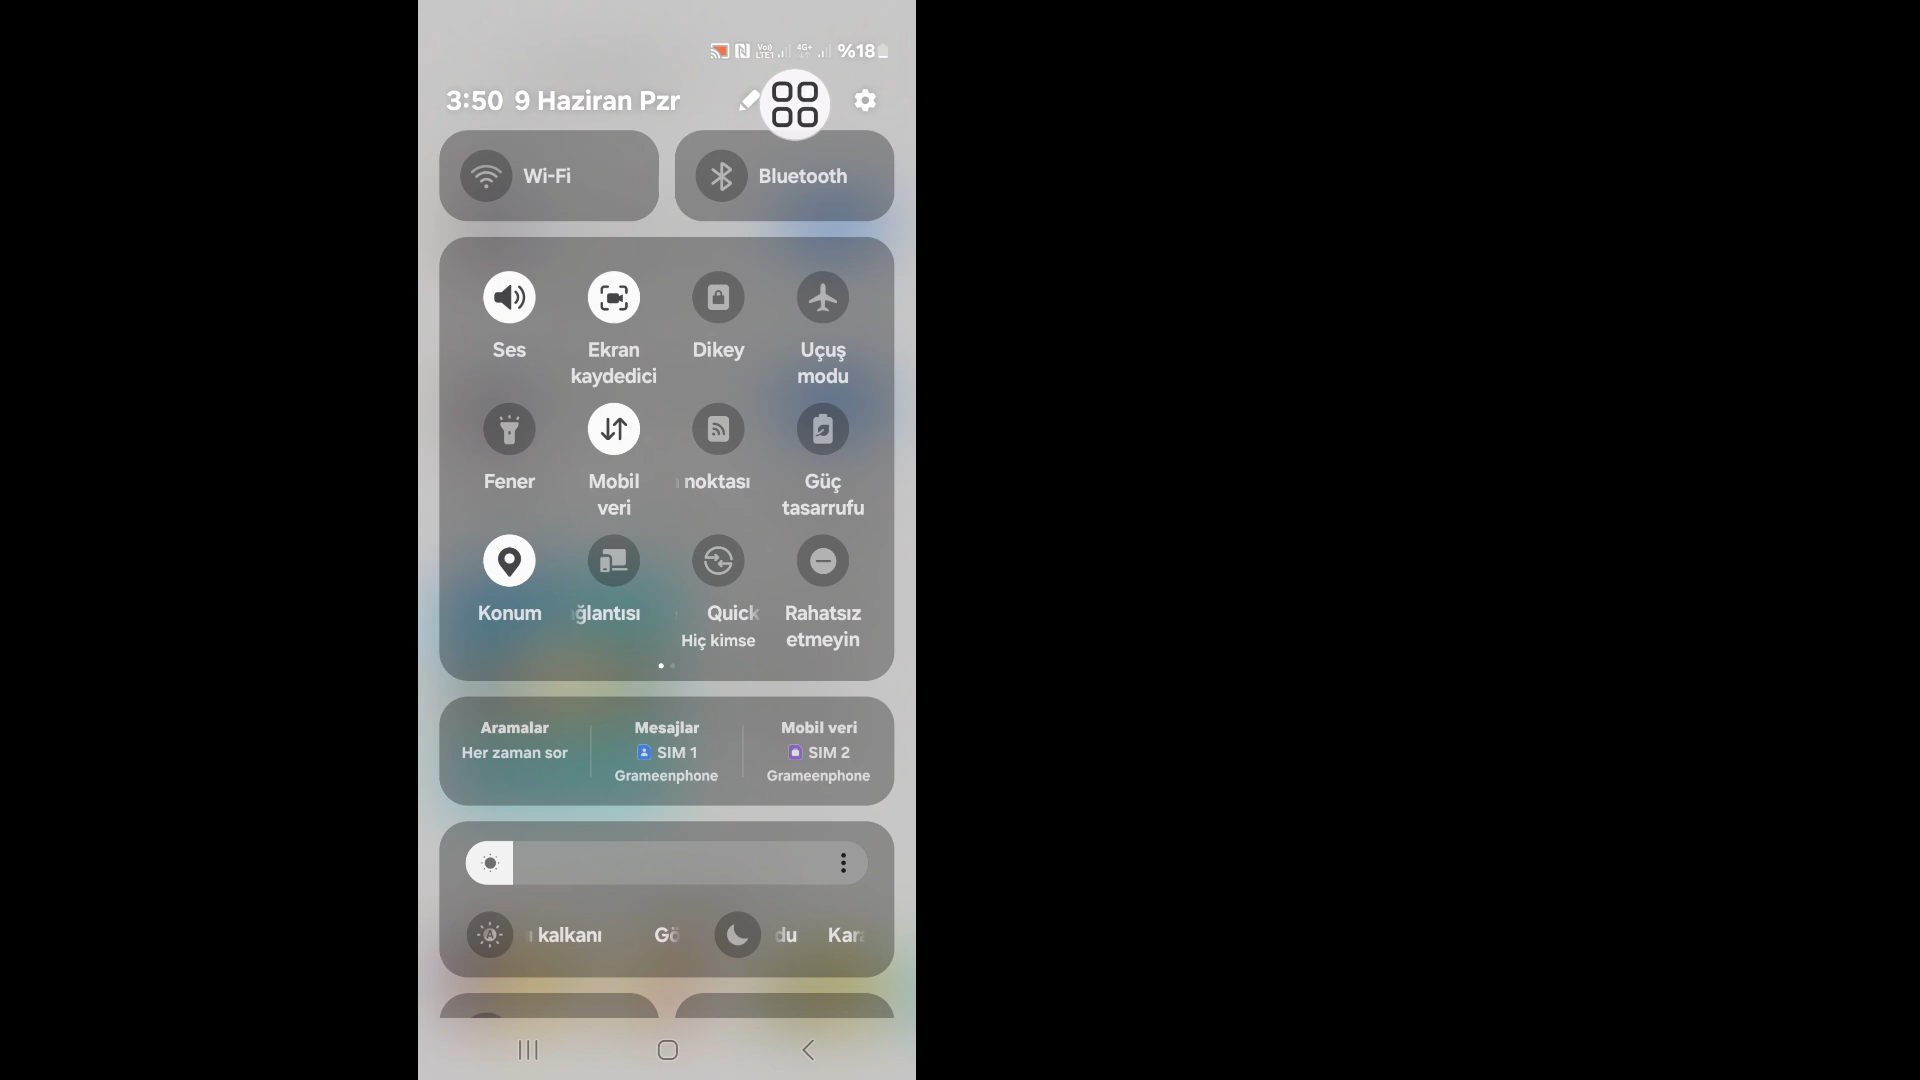 %18
3:50 9 Haziran Pzr
Wi-Fi
Bluetooth
Ses
Ekran
kaydedici
Dikey
Uçuş
modu
Fener
Mobil
veri
noktası
Güç
tasarrufu
Konum
ğlantısı
Quick
Hiç kimse
Rahatsız
etmeyin
Aramalar
Her zaman sor
Mesajlar
SIM 1
Grameenphone
Mobil veri
SIM 2
Grameenphone
kalkanı
Gö
du
Kara